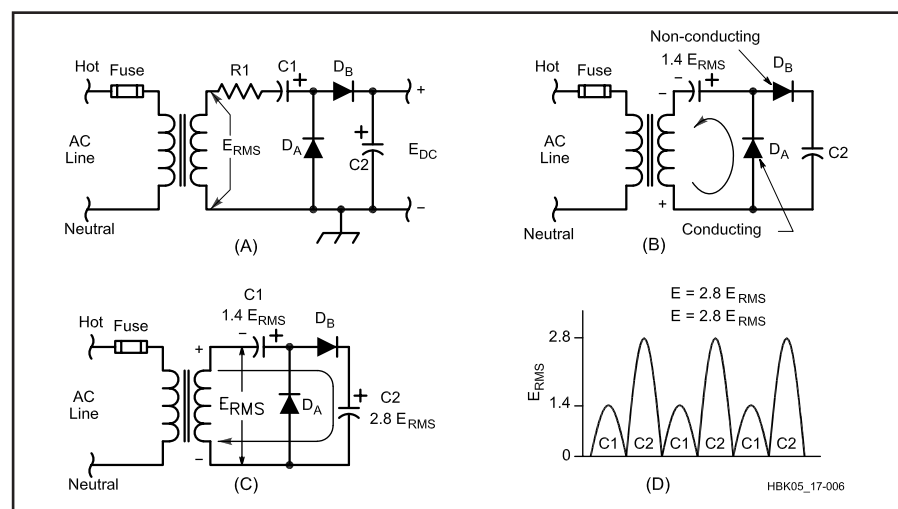 Hot
Fuse
R1
C1
+
D_B
+
AC
Line
E_RMS
D_A
+
C2
E_DC
−
Neutral
(A)
Non-conducting
Hot
Fuse
1.4 E_RMS
− +
D_B
−
AC
Line
D_A
C2
+
Neutral
Conducting
(B)
C1
1.4 E_RMS
Hot
Fuse
− +
D_B
+
AC
Line
E_RMS
D_A
+
C2
2.8 E_RMS
−
Neutral
(C)
E = 2.8 E_RMS
E = 2.8 E_RMS
2.8
E_RMS
1.4
0
C1 C2 C1 C2 C1 C2
(D)
HBK05_17-006